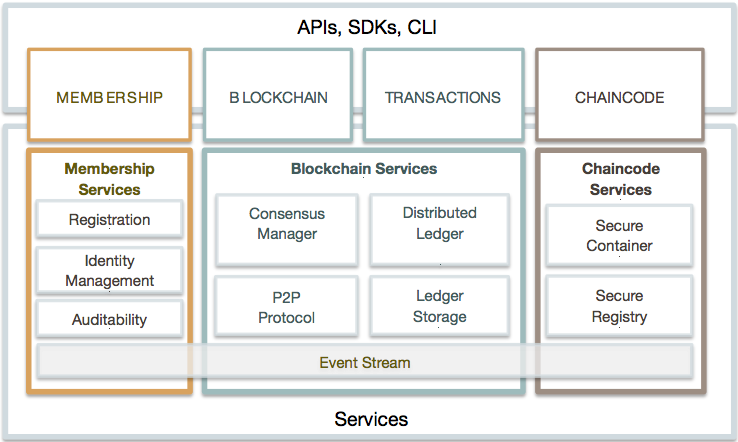 APIs, SDKs, CLI
MEMBERSHIP
BLOCKCHAIN
TRANSACTIONS
CHAINCODE
Membership
Services
Registration
Identity
Management
Auditability
Blockchain Services
Consensus
Manager
Distributed
Ledger
P2P
Protocol
Ledger
Storage
Chaincode
Services
Secure
Container
Secure
Registry
Event Stream
Services